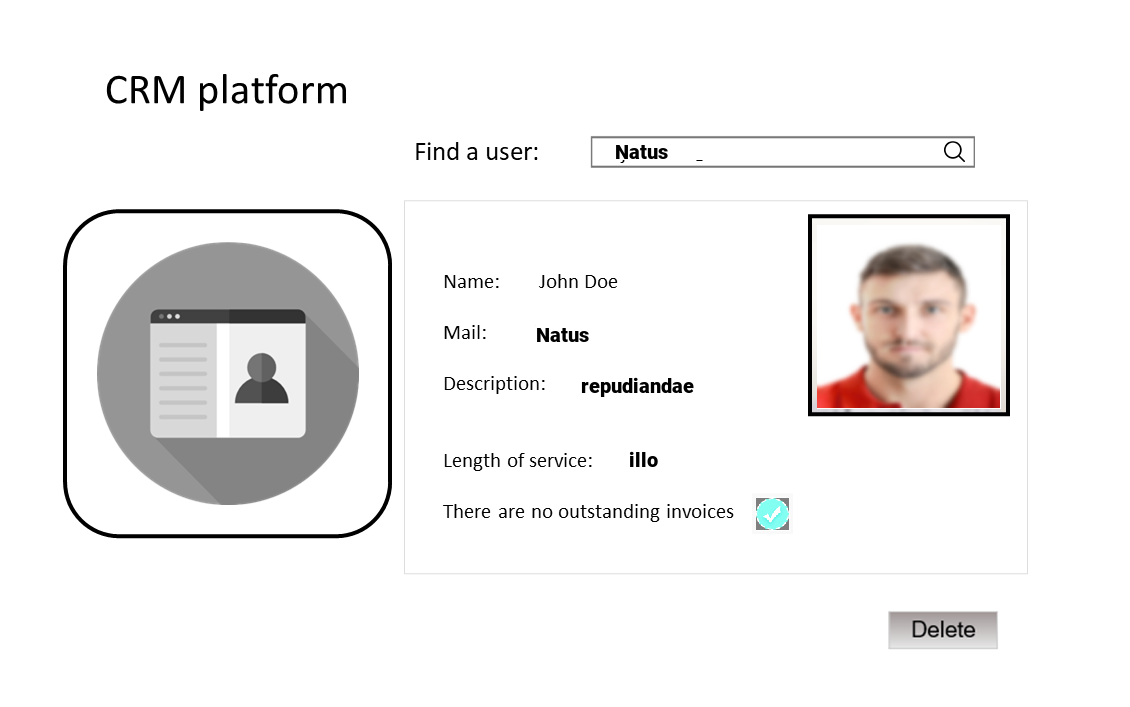 CRM platform
Find a user: Natus _
Name: John Doe
Mail: Natus
Description: repudiandae
Length of service: illo
There are no outstanding invoices
Delete